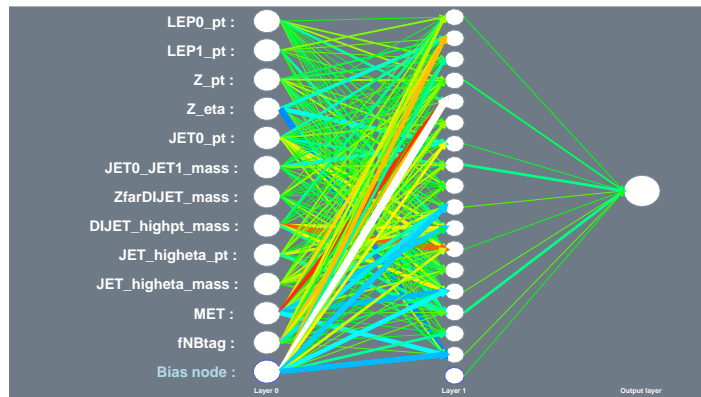 LEP0_pt :
LEP1_pt :
Z_pt :
Z_eta :
JET0_pt :
JET0_JET1_mass :
ZfarDIJET_mass :
DIJET_highpt_mass :
JET_higheta_pt :
JET_higheta_mass :
MET :
fNBtag :
Bias node :
Layer 0 Layer 1 Output layer